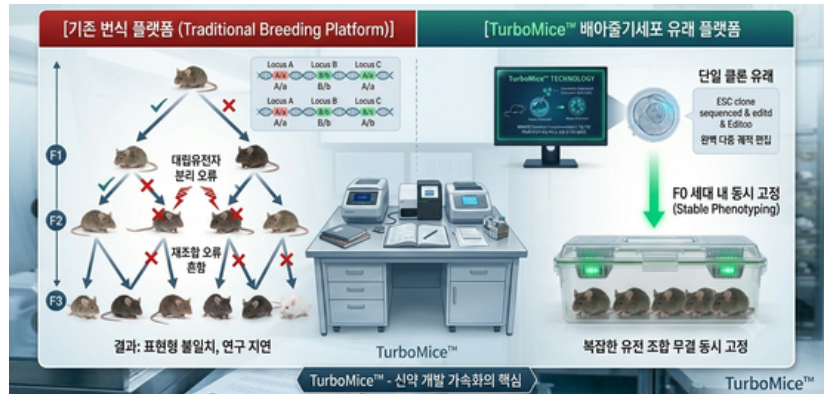 [기존 번식 플랫폼 (Traditional Breeding Platform)]
[TurboMice™ 배아줄기세포 유래 플랫폼
Locus A Locus B Locus C
A/a B/b A/a
A/a B/b A/a
Locus A Locus B Locus C
A/a B/b A/a
A/a B/b A/b
F1
대립유전자
분리 오류
F2
재조합 오류
흔함
F3
결과: 표현형 불일치, 연구 지연
TurboMice™
TurboMice™ TECHNOLOGY
단일 클론 유래
ESC clone
sequenced & editd
& Editoo
완벽 다중 궤적 편집
F0 세대 내 동시 고정
(Stable Phenotyping)
복잡한 유전 조합 무결 동시 고정
TurboMice™ - 신약 개발 가속화의 핵심
TurboMice™